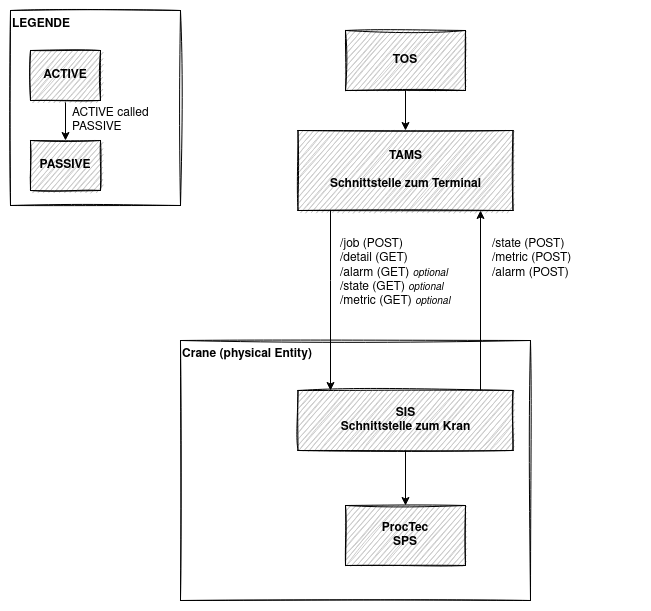 LEGENDE
ACTIVE
ACTIVE called
PASSIVE
PASSIVE
TOS
TAMS
Schnittstelle zum Terminal
/job (POST)
/detail (GET)
/alarm (GET) optional
/state (GET) optional
/metric (GET) optional
/state (POST)
/metric (POST)
/alarm (POST)
Crane (physical Entity)
SIS
Schnittstelle zum Kran
ProcTec
SPS